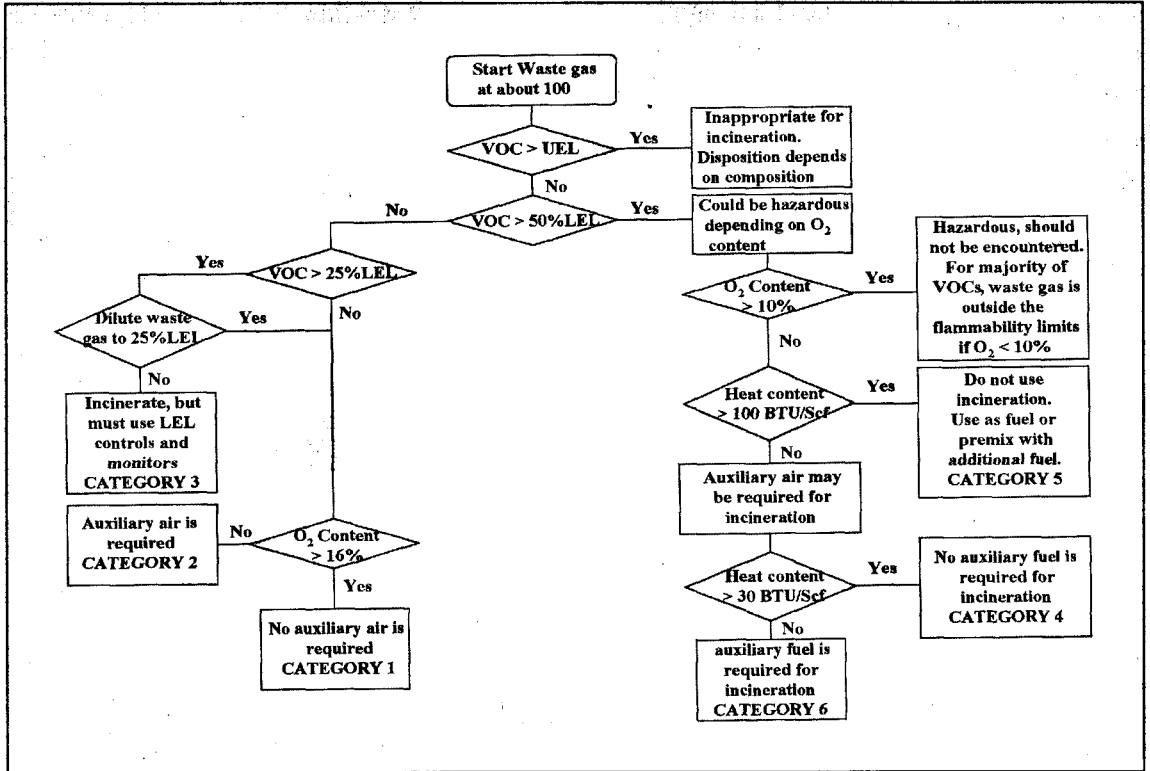 Start Waste gas
at about 100
VOC > UEL
Yes
Inappropriate for
incineration.
Disposition depends
on composition
No
VOC > 50%LEL
Yes
Could be hazardous
depending on O₂
content
No
O₂ Content
> 10%
Yes
Hazardous, should
not be encountered.
For majority of
VOCs, waste gas is
outside the
flammability limits
if O₂ < 10%
No
Heat content
> 100 BTU/Scf
Yes
Do not use
incineration.
Use as fuel or
premix with
additional fuel.
CATEGORY 5
No
Auxiliary air may
be required for
incineration
Heat content
> 30 BTU/Scf
Yes
No auxiliary fuel is
required for
incineration
CATEGORY 4
No
auxiliary fuel is
required for
incineration
CATEGORY 6
VOC > 25%LEL
Yes
Dilute waste
gas to 25%LEL
Yes
No
No
Incinerate, but
must use LEL
controls and
monitors
CATEGORY 3
O₂ Content
> 16%
No
Auxiliary air is
required
CATEGORY 2
Yes
No auxiliary air is
required
CATEGORY 1